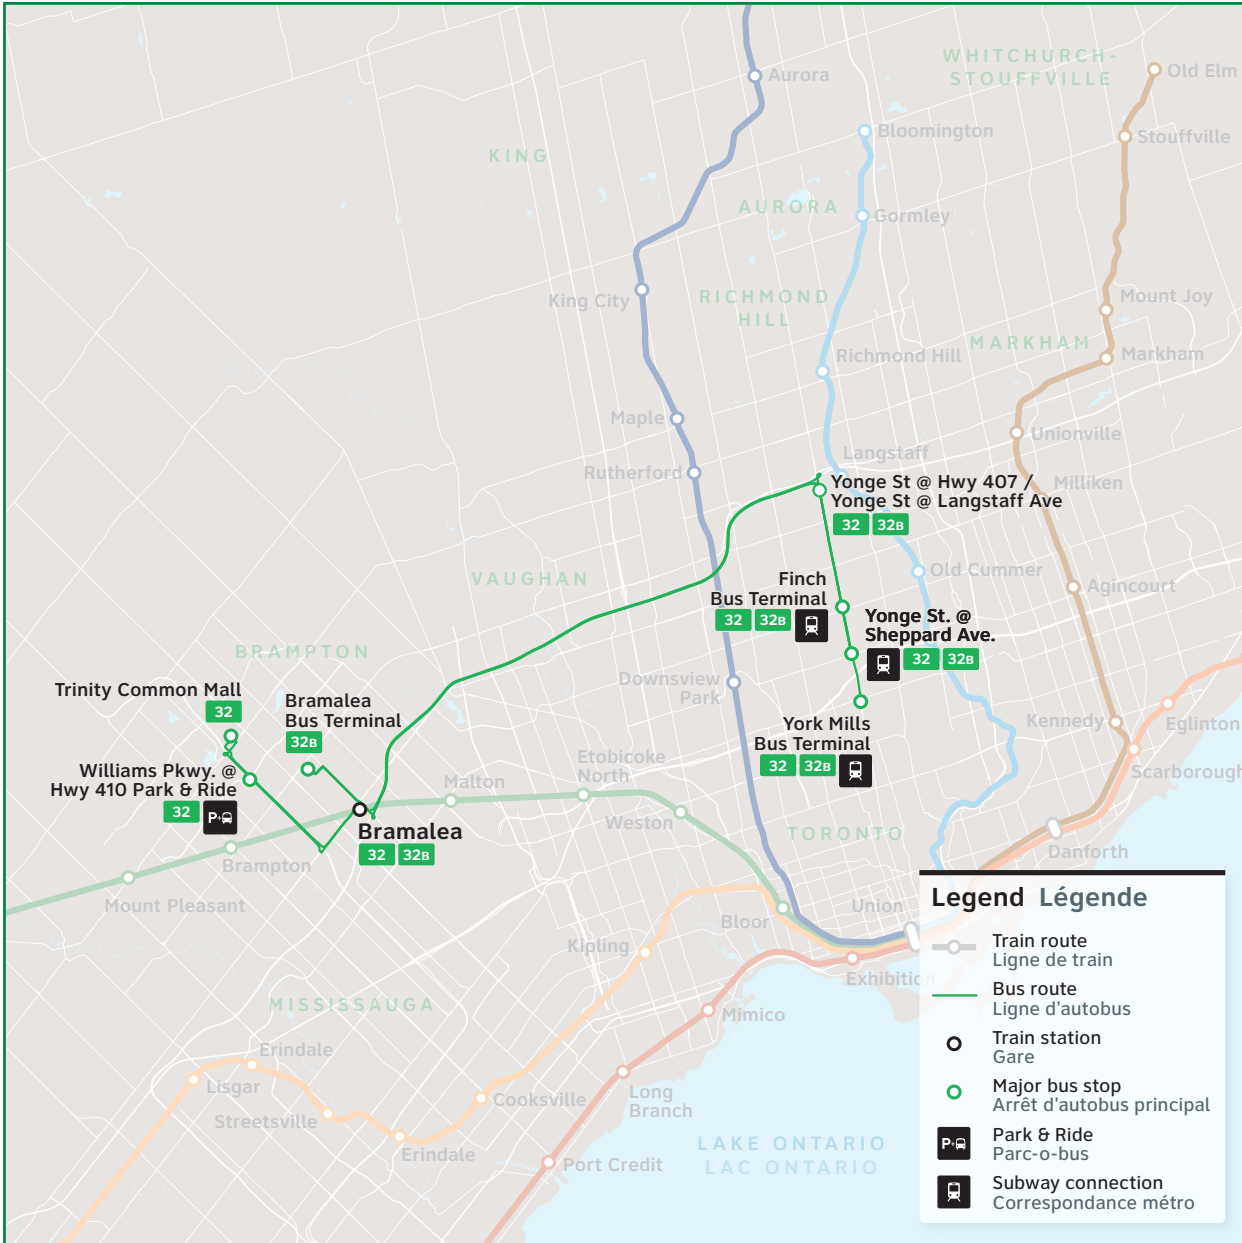 Aurora
WHITCHURCH-
STOUFFVILLE
Old Elm
Bloomington
Stouffville
KING
AURORA
Gormley
King City
RICHMOND
HILL
Mount Joy
MARKHAM
Richmond Hill
Markham
Maple
Unionville
Langstaff
Rutherford
Milliken
Yonge St @ Hwy 407 /
Yonge St @ Langstaff Ave
32 32B
VAUGHAN
Finch
Bus Terminal
32 32B
Old Cummer
Agincourt
Yonge St. @
Sheppard Ave.
32 32B
BRAMPTON
Downsview
Park
Trinity Common Mall
32
Bramalea
Bus Terminal
32B
York Mills
Bus Terminal
32 32B
Kennedy
Eglinton
Scarborough
Williams Pkwy. @
Hwy 410 Park & Ride
32 P+
Malton
Etobicoke
North
Weston
Bramalea
32 32B
TORONTO
Brampton
Danforth
Mount Pleasant
Bloor
Union
Kipling
Exhibition
MISSISSAUGA
Mimico
Erindale
Lisgar
Streetsville
Cooksville
Long
Branch
Erindale
Port Credit
LAKE ONTARIO
LAC ONTARIO
Legend Légende
Train route
Ligne de train
Bus route
Ligne d'autobus
Train station
Gare
Major bus stop
Arrêt d'autobus principal
P+
Park & Ride
Parc-o-bus
Subway connection
Correspondance métro